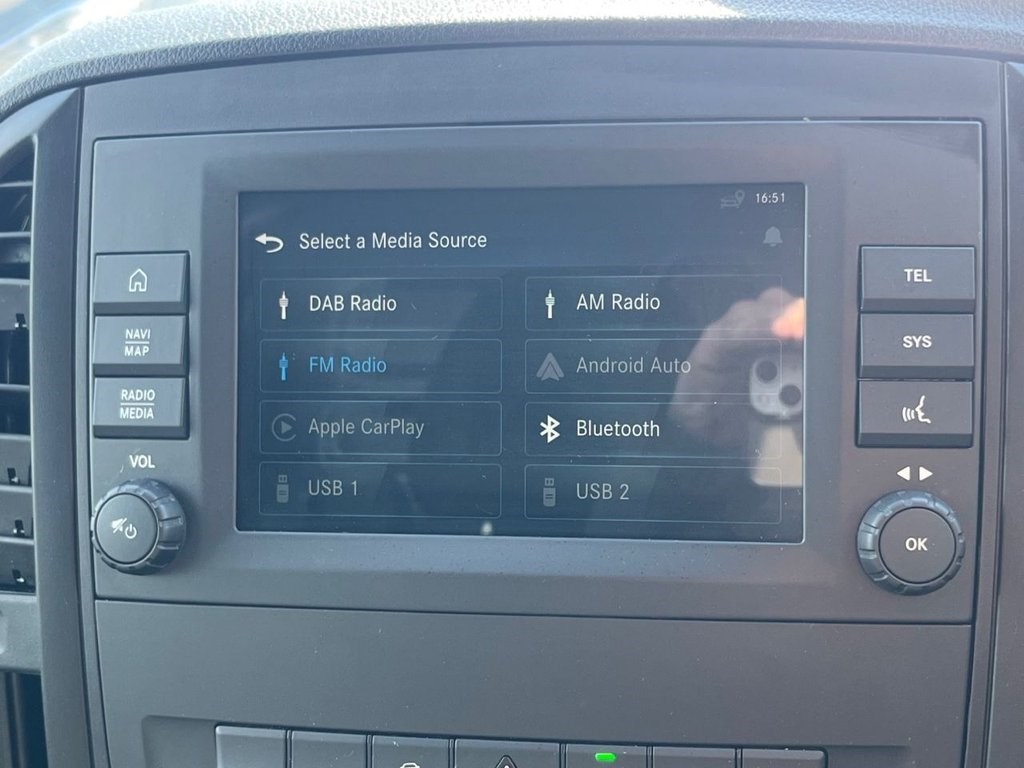 16:51
Select a Media Source
DAB Radio
AM Radio
FM Radio
Android Auto
Apple CarPlay
Bluetooth
USB 1
USB 2
NAVI
MAP
RADIO
MEDIA
VOL
TEL
SYS
OK